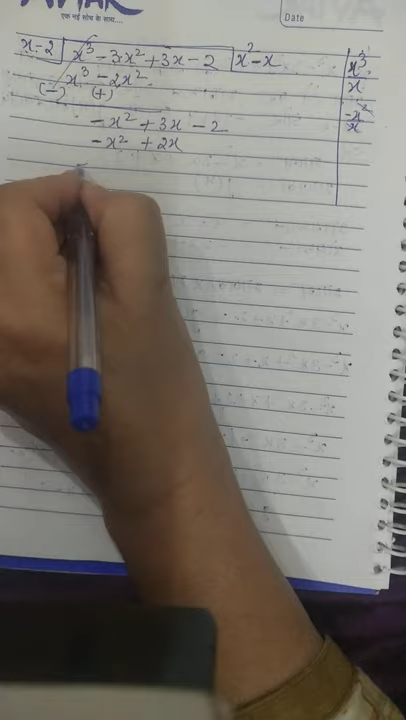 एक नई सोच के साथ....
Date
x-2 x³ - 3x² + 3x - 2 x² - x
x³ - 2x²
(-) (+)
- x² + 3x - 2
- x² + 2x
x³
x
-x²
x